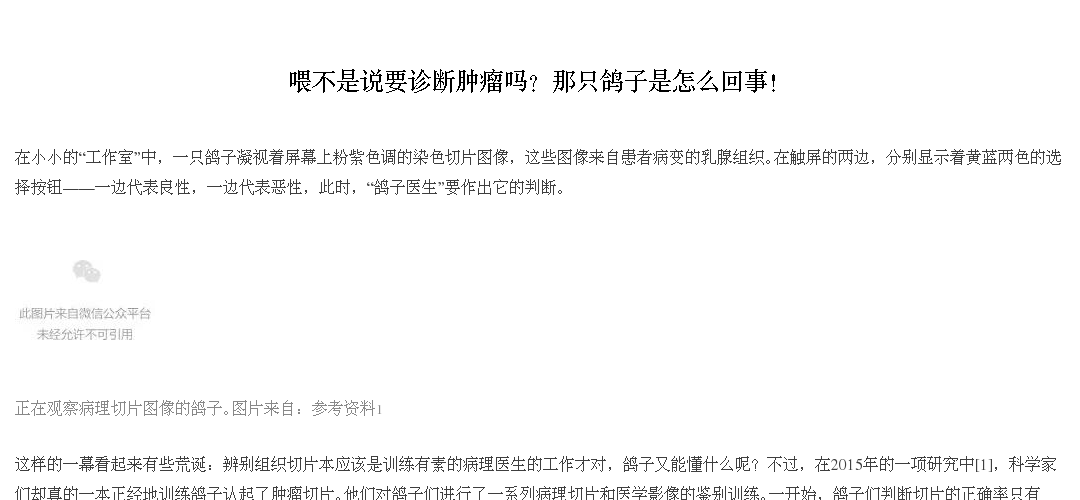 喂不是说要诊断肿瘤吗？那只鸽子是怎么回事！
在小小的“工作室”中，一只鸽子凝视着屏幕上粉紫色调的染色切片图像，这些图像来自患者病变的乳腺组织。在触屏的两边，分别显示着黄蓝两色的选
择按钮——一边代表良性，一边代表恶性，此时，“鸽子医生”要作出它的判断。
此图片来自微信公众平台
未经允许不可引用
正在观察病理切片图像的鸽子。图片来自：参考资料1
这样的一幕看起来有些荒诞：辨别组织切片本应该是训练有素的病理医生的工作才对，鸽子又能懂什么呢？不过，在2015年的一项研究中[1]，科学家
们却真的一本正经地训练鸽子认起了肿瘤切片。他们对鸽子们进行了一系列病理切片和医学影像的鉴别训练。一开始，鸽子们判断切片的正确率只有